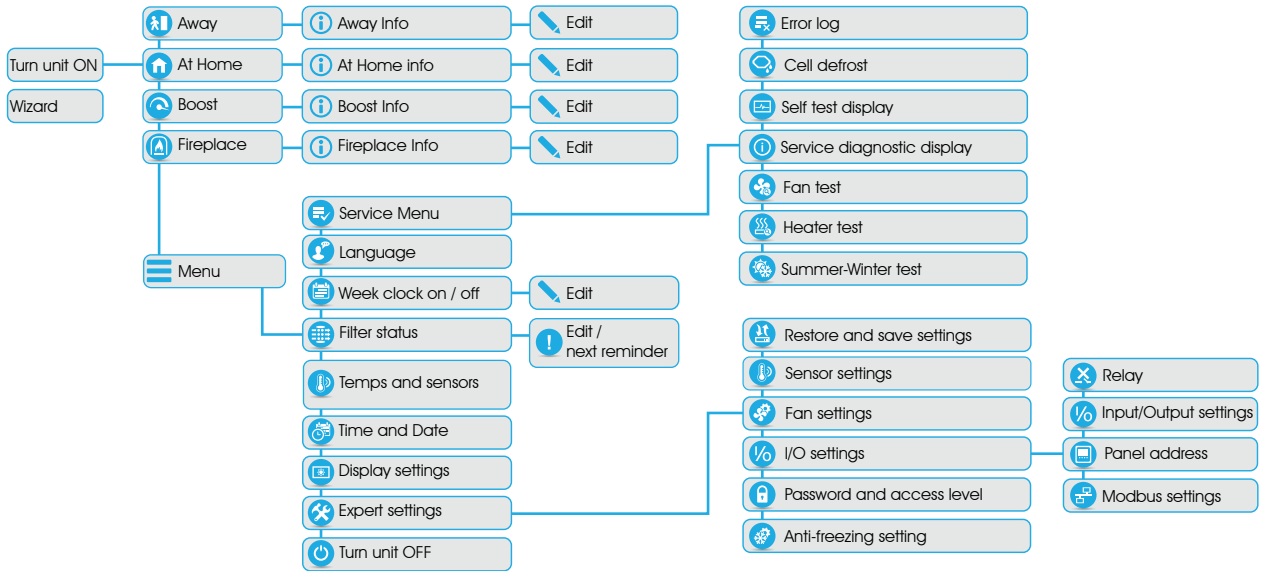 Turn unit ON
Wizard
Away
At Home
Boost
Fireplace
Menu
Away Info
At Home info
Boost Info
Fireplace Info
Edit
Edit
Edit
Edit
Service Menu
Language
Week clock on / off
Filter status
Temps and sensors
Time and Date
Display settings
Expert settings
Turn unit OFF
Edit
Edit /
next reminder
Error log
Cell defrost
Self test display
Service diagnostic display
Fan test
Heater test
Summer-Winter test
Restore and save settings
Sensor settings
Fan settings
I/O settings
Password and access level
Anti-freezing setting
Relay
Input/Output settings
Panel address
Modbus settings